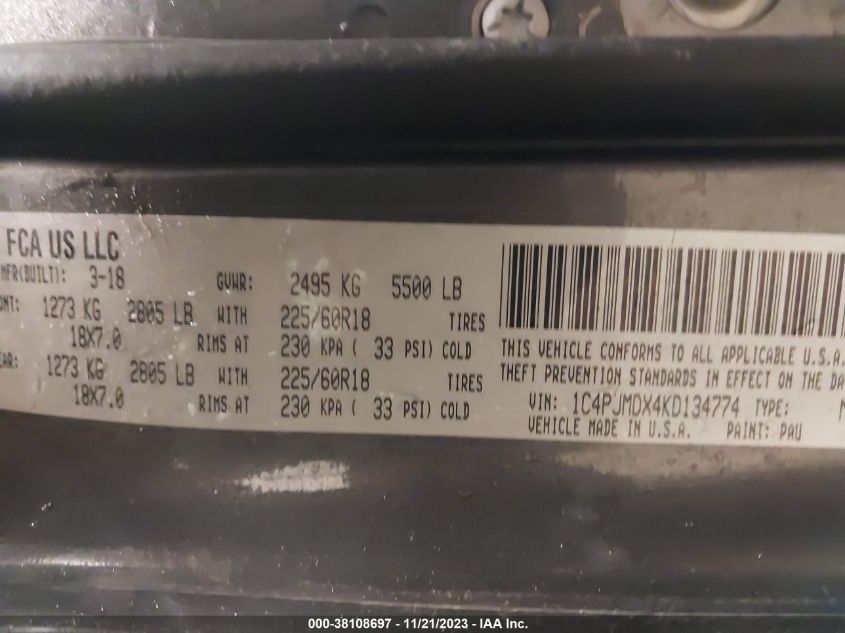 FCA US LLC
MFR(BUILT): 3-18 GVWR: 2495 KG 5500 LB
1273 KG 2805 LB WITH 225/60R18 TIRES
18X7.0 RIMS AT 230 KPA ( 33 PSI) COLD
1273 KG 2805 LB WITH 225/60R18 TIRES
18X7.0 RIMS AT 230 KPA ( 33 PSI) COLD
THIS VEHICLE CONFORMS TO ALL APPLICABLE U.S.A.
THEFT PREVENTION STANDARDS IN EFFECT ON THE
VIN: 1C4PJMDX4KD134774 TYPE:
VEHICLE MADE IN U.S.A. PAINT: PAU
000-38108697 - 11/21/2023 - IAA Inc.